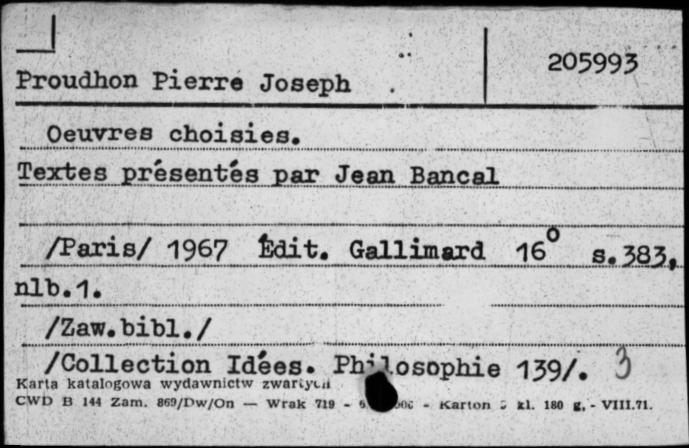 205993
Proudhon Pierre Joseph
Oeuvres choisies.
Textes présentés par Jean Bancal
/Paris/ 1967 Édit. Gallimard 16° s.383,
nlb.1.
/Zaw.bibl./
/Collection Idées. Philosophie 139/. 3
Karta katalogowa wydawnictw zwartych
CWD B 144 Zam. 869/Dw/On — Wrak 719 - - Karton kl. 180 g, - VIII.71.